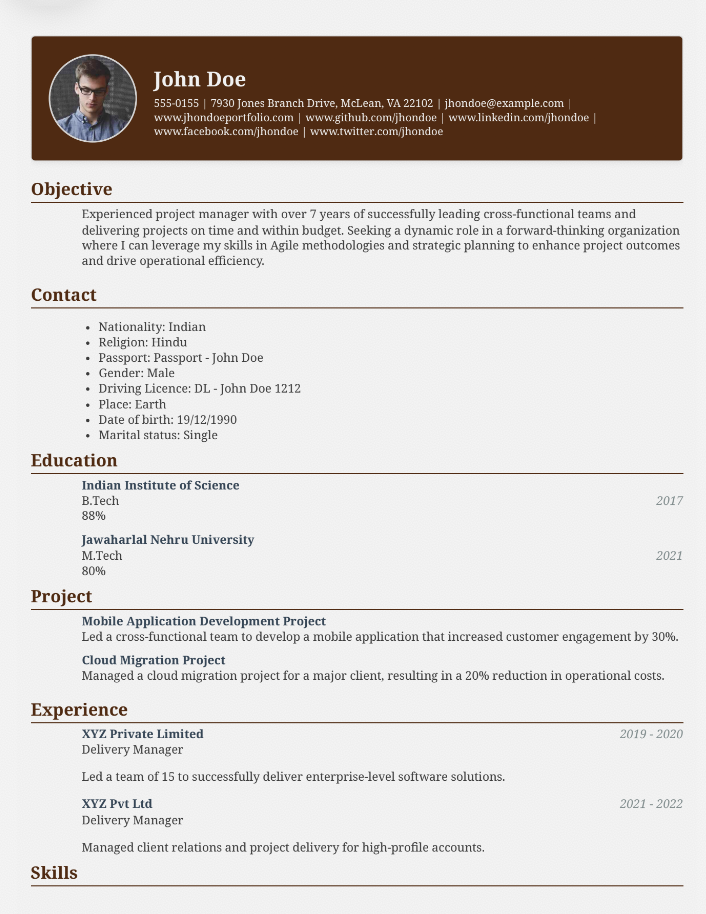 John Doe
555-0155 | 7930 Jones Branch Drive, McLean, VA 22102 | jhondoe@example.com |
www.jhondoeportfolio.com | www.github.com/jhondoe | www.linkedin.com/jhondoe |
www.facebook.com/jhondoe | www.twitter.com/jhondoe
Objective
Experienced project manager with over 7 years of successfully leading cross-functional teams and
delivering projects on time and within budget. Seeking a dynamic role in a forward-thinking organization
where I can leverage my skills in Agile methodologies and strategic planning to enhance project outcomes
and drive operational efficiency.
Contact
• Nationality: Indian
• Religion: Hindu
• Passport: Passport - John Doe
• Gender: Male
• Driving Licence: DL - John Doe 1212
• Place: Earth
• Date of birth: 19/12/1990
• Marital status: Single
Education
Indian Institute of Science
B.Tech 2017
88%
Jawaharlal Nehru University
M.Tech 2021
80%
Project
Mobile Application Development Project
Led a cross-functional team to develop a mobile application that increased customer engagement by 30%.
Cloud Migration Project
Managed a cloud migration project for a major client, resulting in a 20% reduction in operational costs.
Experience
XYZ Private Limited 2019 - 2020
Delivery Manager
Led a team of 15 to successfully deliver enterprise-level software solutions.
XYZ Pvt Ltd 2021 - 2022
Delivery Manager
Managed client relations and project delivery for high-profile accounts.
Skills